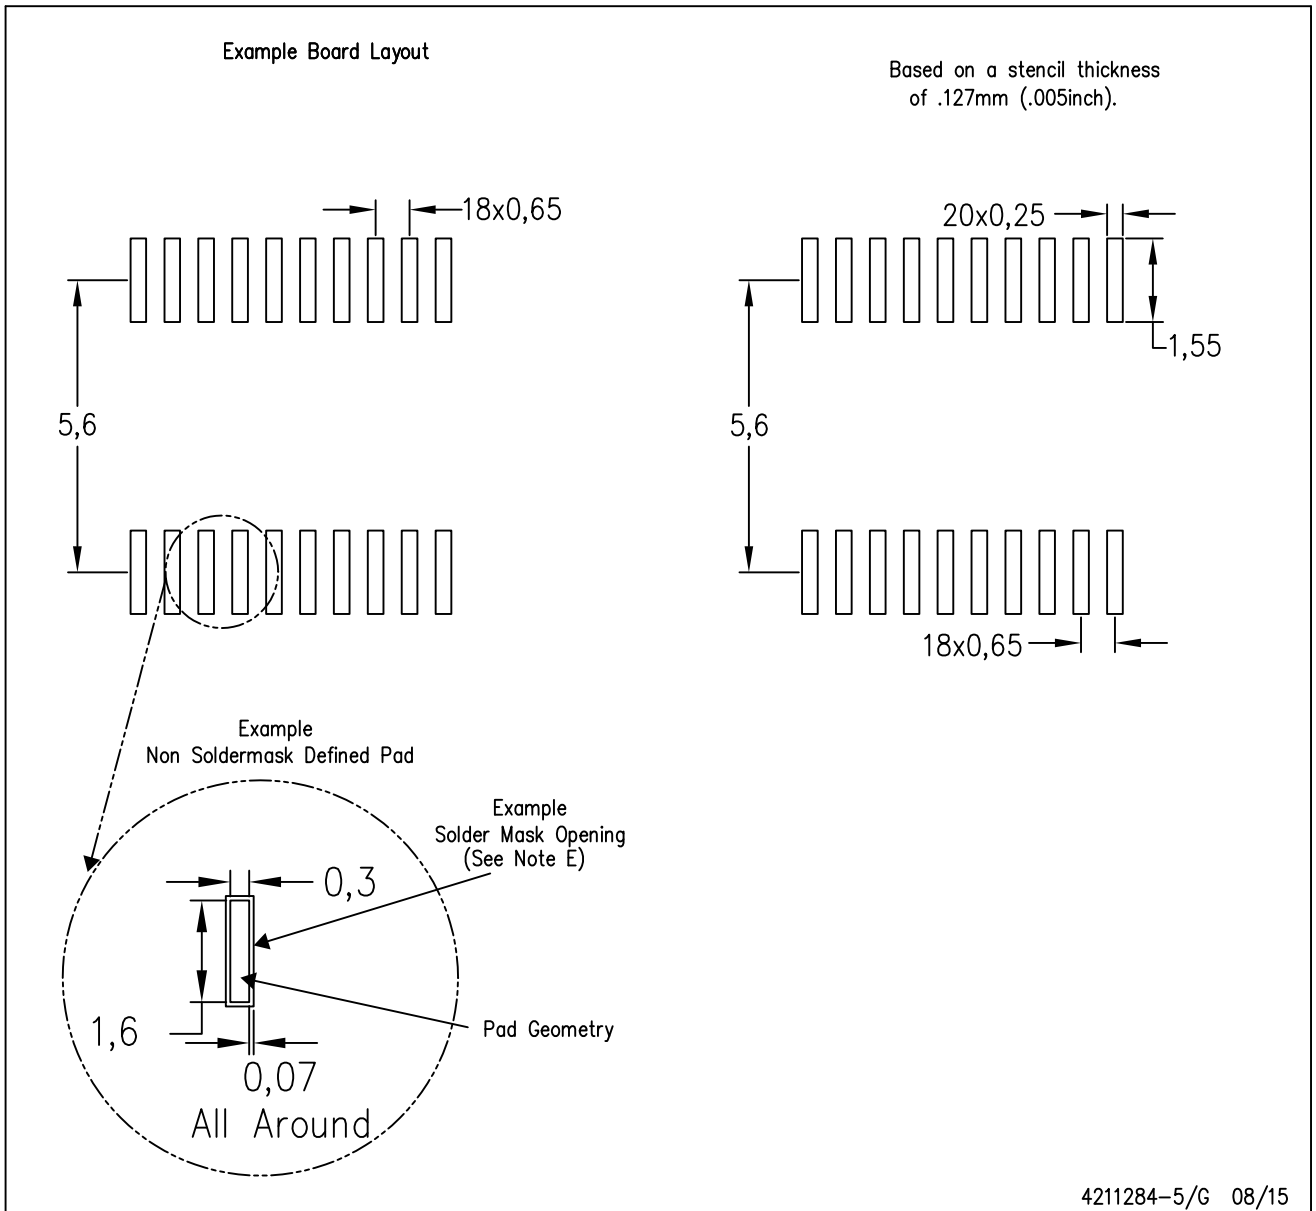 Example Board Layout
Based on a stencil thickness
of .127mm (.005inch).
18x0,65
5,6
20x0,25
1,55
5,6
18x0,65
Example
Non Soldermask Defined Pad
Example
Solder Mask Opening
(See Note E)
0,3
1,6
Pad Geometry
0,07
All Around
4211284-5/G 08/15